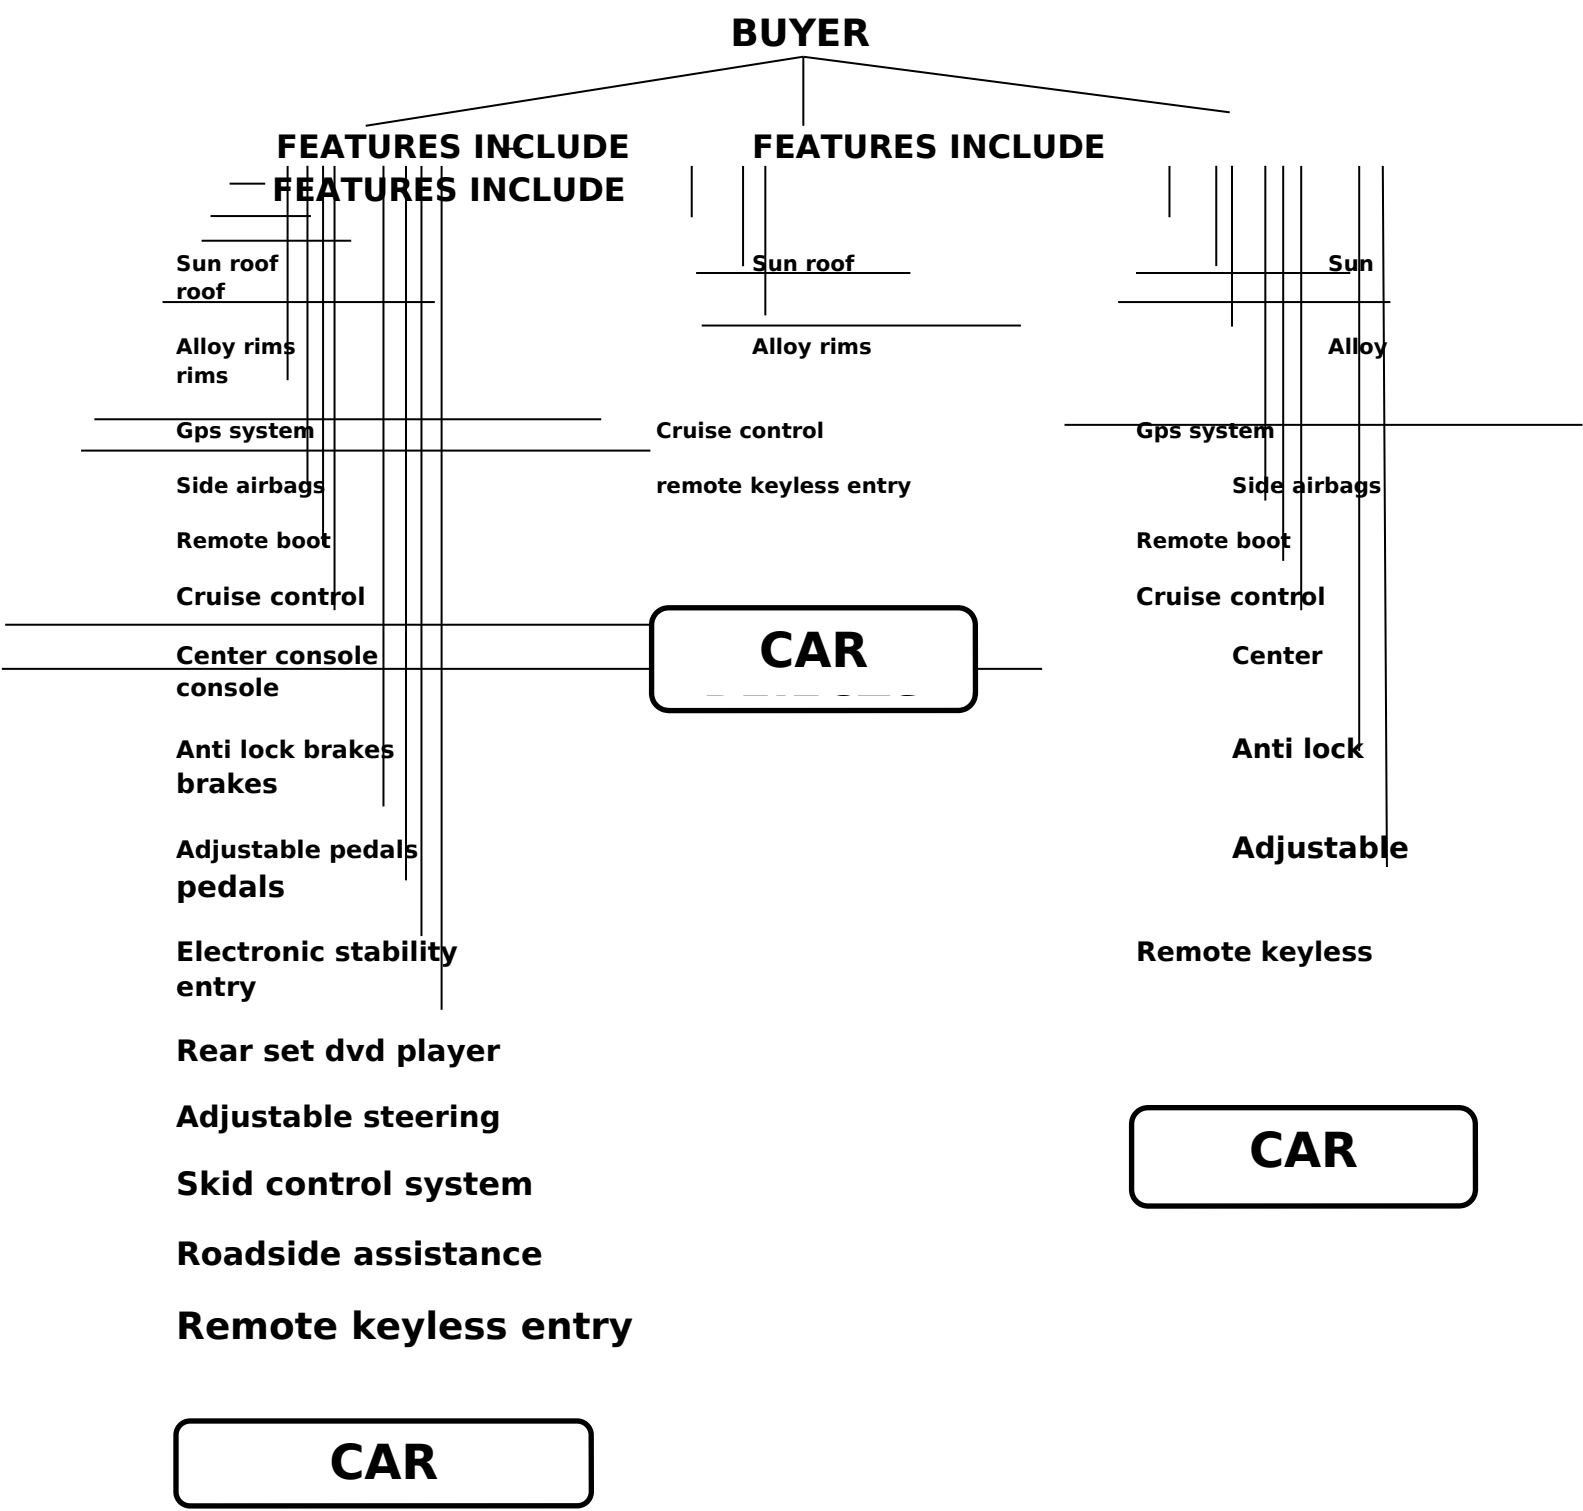 BUYER
FEATURES INCLUDE FEATURES INCLUDE
FEATURES INCLUDE
Sun roof Sun roof Sun
roof
Alloy rims Alloy rims Alloy
rims
Gps system Cruise control Gps system
Side airbags remote keyless entry Side airbags
Remote boot Remote boot
Cruise control Cruise control
CAR
Center console Center
console
Anti lock brakes Anti lock
brakes
Adjustable pedals Adjustable
pedals
Electronic stability Remote keyless
entry
Rear set dvd player
Adjustable steering
CAR
Skid control system
Roadside assistance
Remote keyless entry
CAR